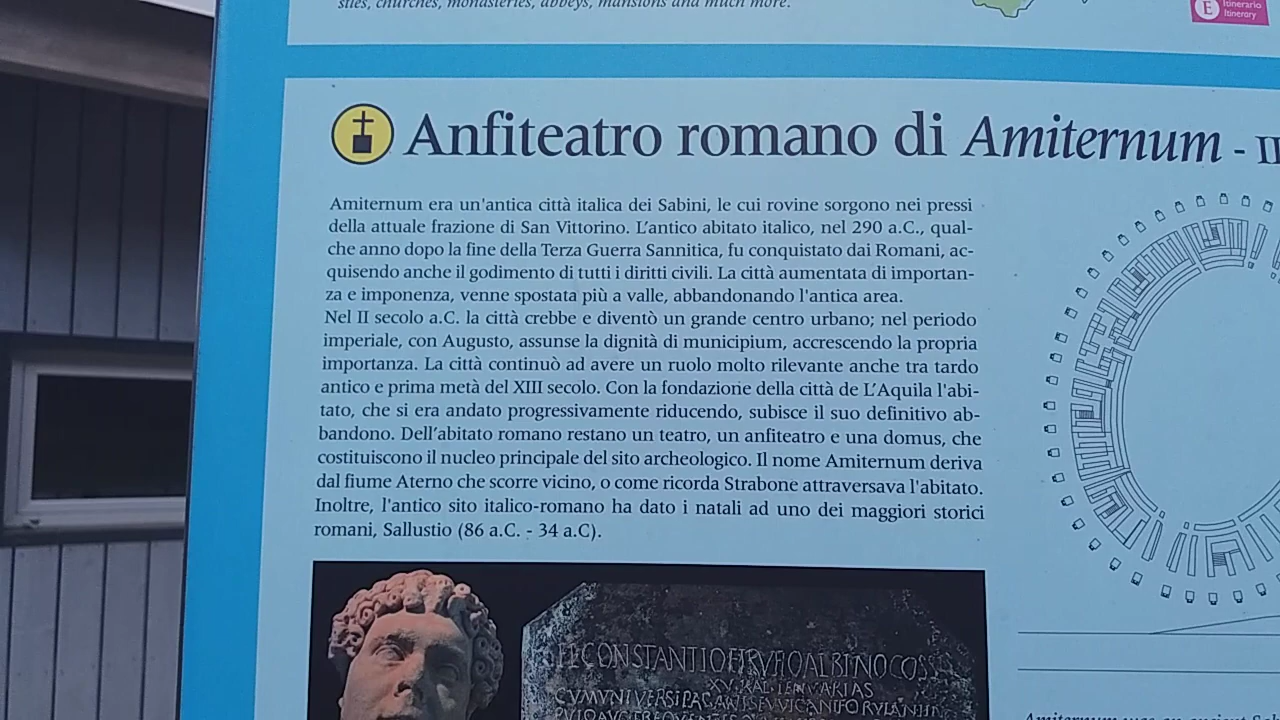 sites, churches, monasteries, abbeys, mansions and much more.
E Itinerario
Itinerary
Anfiteatro romano di Amiternum -
Amiternum era un'antica città italica dei Sabini, le cui rovine sorgono nei pressi
della attuale frazione di San Vittorino. L'antico abitato italico, nel 290 a.C., qual-
che anno dopo la fine della Terza Guerra Sannitica, fu conquistato dai Romani, ac-
quisendo anche il godimento di tutti i diritti civili. La città aumentata di importan-
za e imponenza, venne spostata più a valle, abbandonando l'antica area.
Nel II secolo a.C. la città crebbe e diventò un grande centro urbano; nel periodo
imperiale, con Augusto, assunse la dignità di municipium, accrescendo la propria
importanza. La città continuò ad avere un ruolo molto rilevante anche tra tardo
antico e prima metà del XIII secolo. Con la fondazione della città de L'Aquila l'abi-
tato, che si era andato progressivamente riducendo, subisce il suo definitivo ab-
bandono. Dell'abitato romano restano un teatro, un anfiteatro e una domus, che
costituiscono il nucleo principale del sito archeologico. Il nome Amiternum deriva
dal fiume Aterno che scorre vicino, o come ricorda Strabone attraversava l'abitato.
Inoltre, l'antico sito italico-romano ha dato i natali ad uno dei maggiori storici
romani, Sallustio (86 a.C. - 34 a.C).